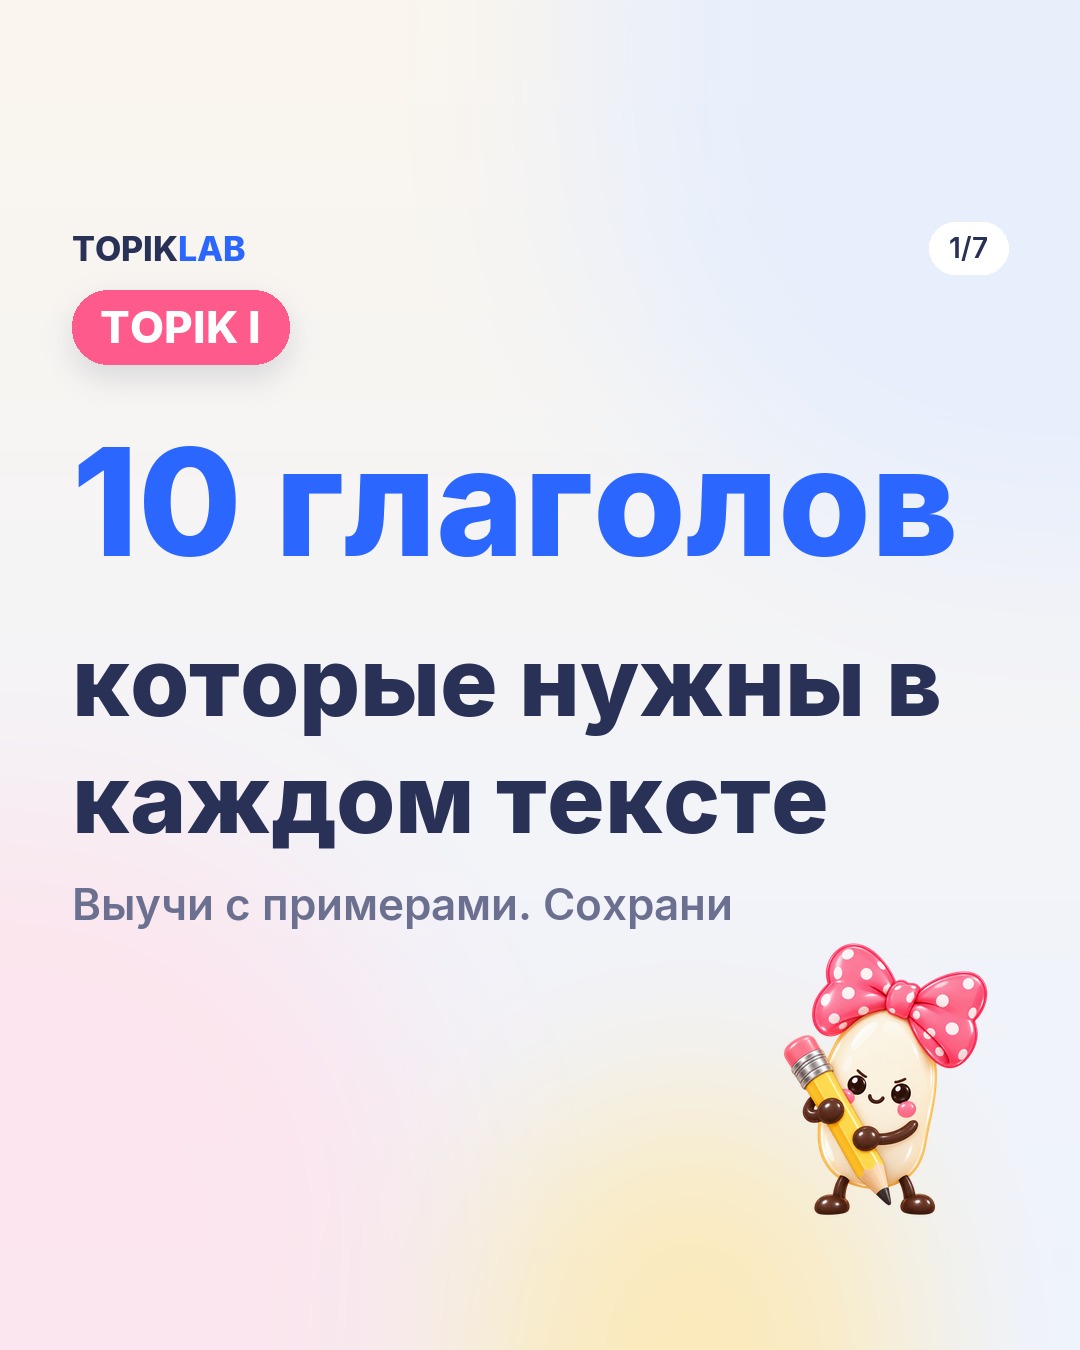 TOPIKLAB
1/7
TOPIK I
10 глаголов
которые нужны в
каждом тексте
Выучи с примерами. Сохрани